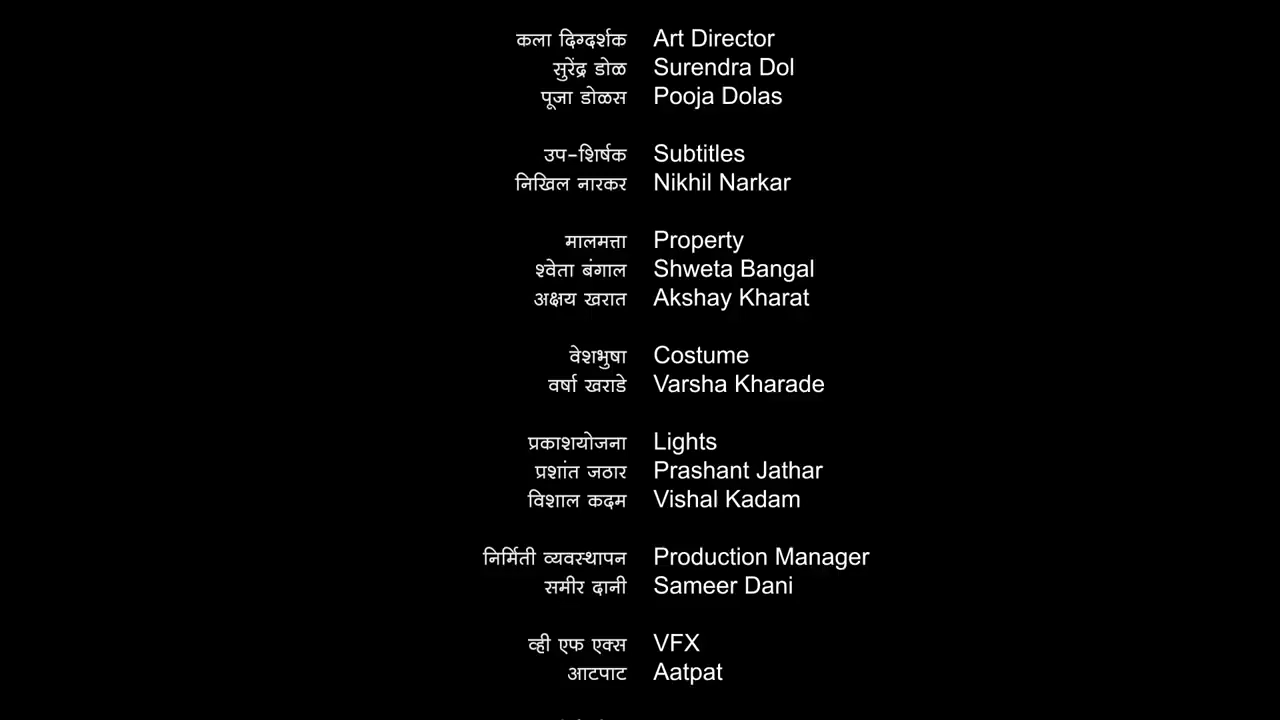 कला दिग्दर्शक Art Director
सुरेंद्र डोळ Surendra Dol
पूजा डोळस Pooja Dolas
उप-शिर्षक Subtitles
निखिल नारकर Nikhil Narkar
मालमत्ता Property
श्वेता बंगाल Shweta Bangal
अक्षय खरात Akshay Kharat
वेशभुषा Costume
वर्षा खराडे Varsha Kharade
प्रकाशयोजना Lights
प्रशांत जठार Prashant Jathar
विशाल कदम Vishal Kadam
निर्मिती व्यवस्थापन Production Manager
समीर दानी Sameer Dani
व्ही एफ एक्स VFX
आटपाट Aatpat